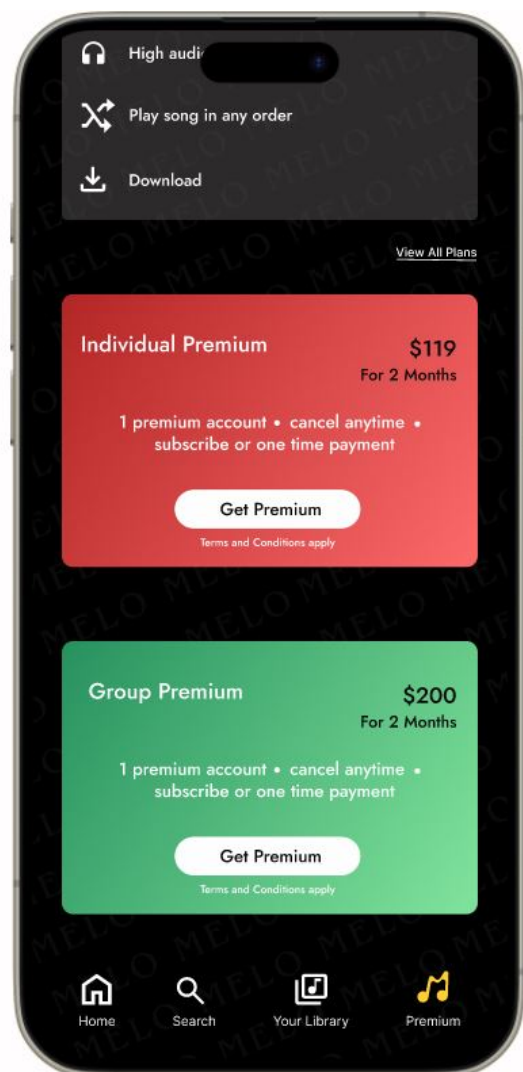 High audi
Play song in any order
Download
View All Plans
Individual Premium
$119
For 2 Months
1 premium account • cancel anytime •
subscribe or one time payment
Get Premium
Terms and Conditions apply
Group Premium
$200
For 2 Months
1 premium account • cancel anytime •
subscribe or one time payment
Get Premium
Terms and Conditions apply
Home
Search
Your Library
Premium